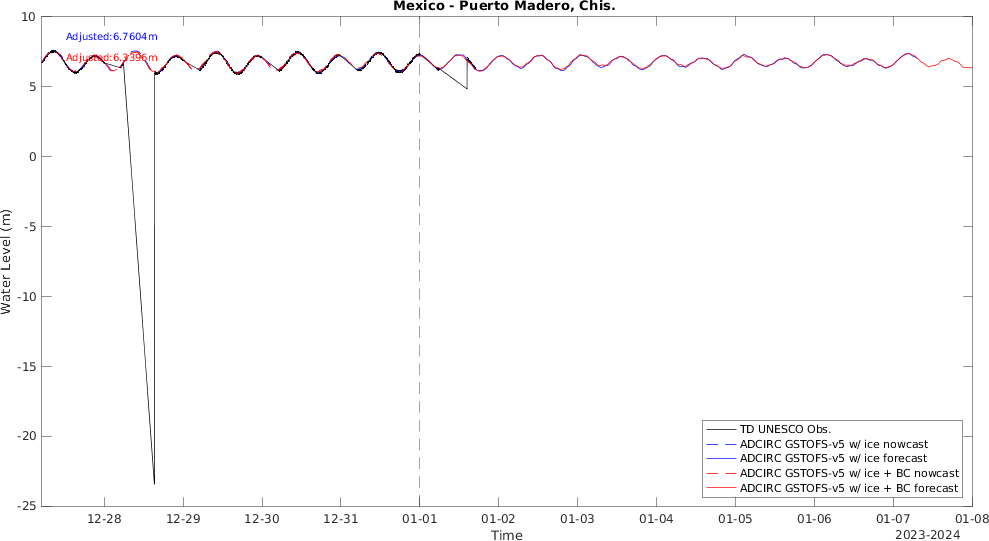 Mexico - Puerto Madero, Chis.
10
5
0
-5
-10
-15
-20
-25
Water Level (m)
Adjusted:6.7604m
Adjusted:6.3396m
TD UNESCO Obs.
ADCIRC GSTOFS-v5 w/ ice nowcast
ADCIRC GSTOFS-v5 w/ ice forecast
ADCIRC GSTOFS-v5 w/ ice + BC nowcast
ADCIRC GSTOFS-v5 w/ ice + BC forecast
12-28 12-29 12-30 12-31 01-01 01-02 01-03 01-04 01-05 01-06 01-07 01-08
Time
2023-2024